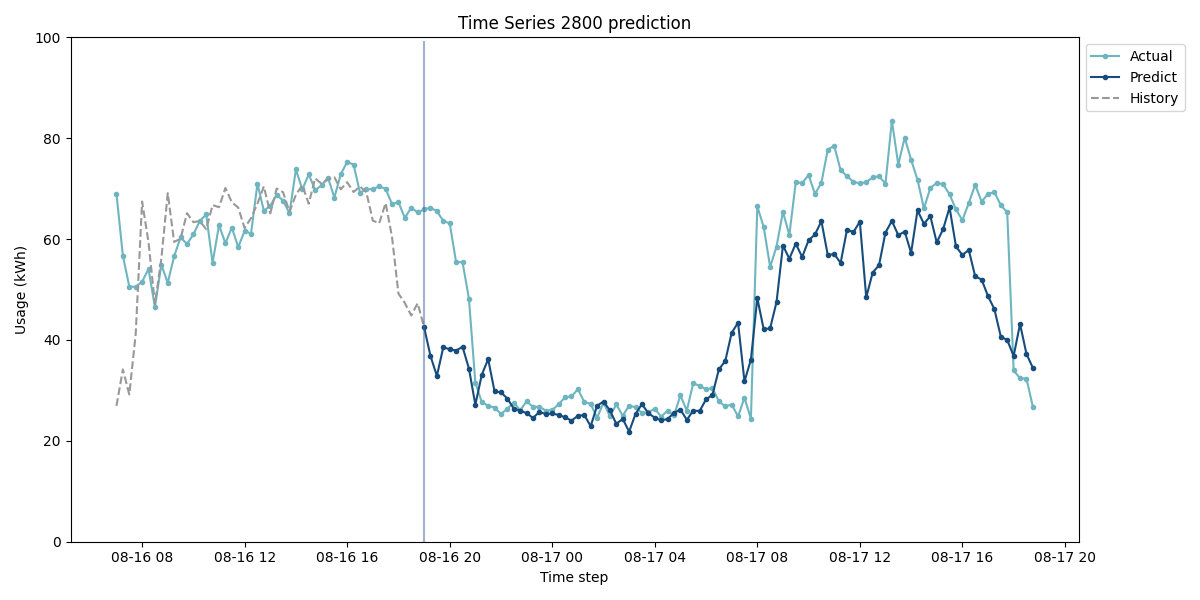 Time Series 2800 prediction
Usage (kWh)
100
80
60
40
20
0
08-16 08
08-16 12
08-16 16
08-16 20
08-17 00
08-17 04
08-17 08
08-17 12
08-17 16
08-17 20
Time step
Actual
Predict
History